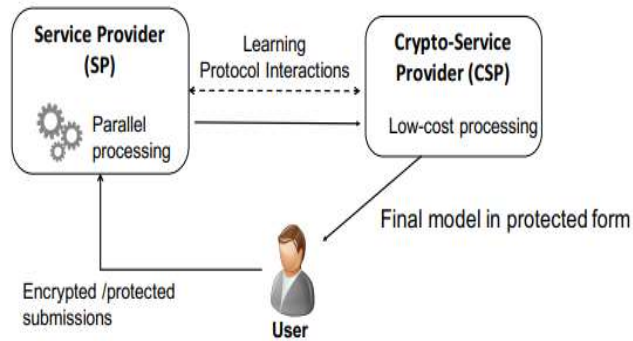 Service Provider
(SP)
Parallel
processing
Learning
Protocol Interactions
Crypto-Service
Provider (CSP)
Low-cost processing
Final model in protected form
Encrypted /protected
submissions
User